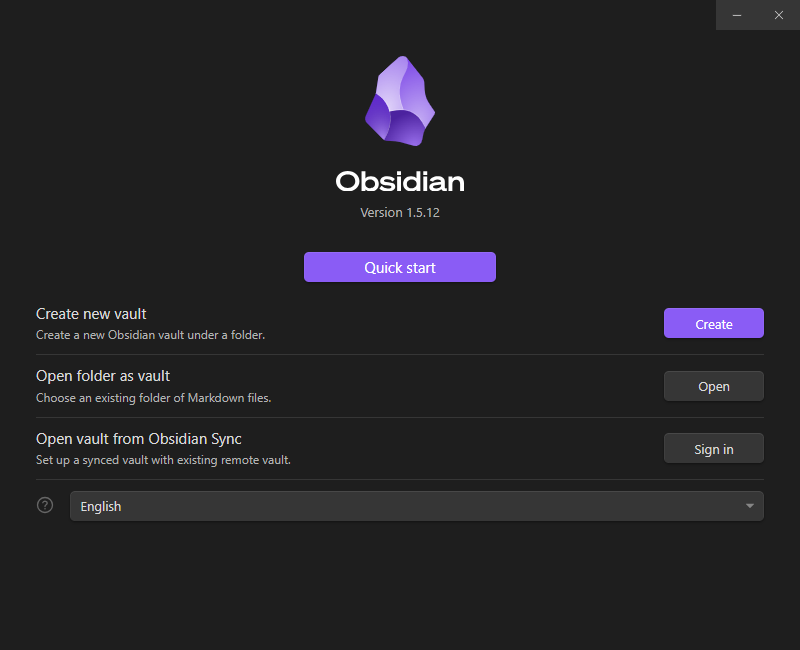 Obsidian
Version 1.5.12
Quick start
Create new vault
Create a new Obsidian vault under a folder.
Create
Open folder as vault
Choose an existing folder of Markdown files.
Open
Open vault from Obsidian Sync
Set up a synced vault with existing remote vault.
Sign in
?
English